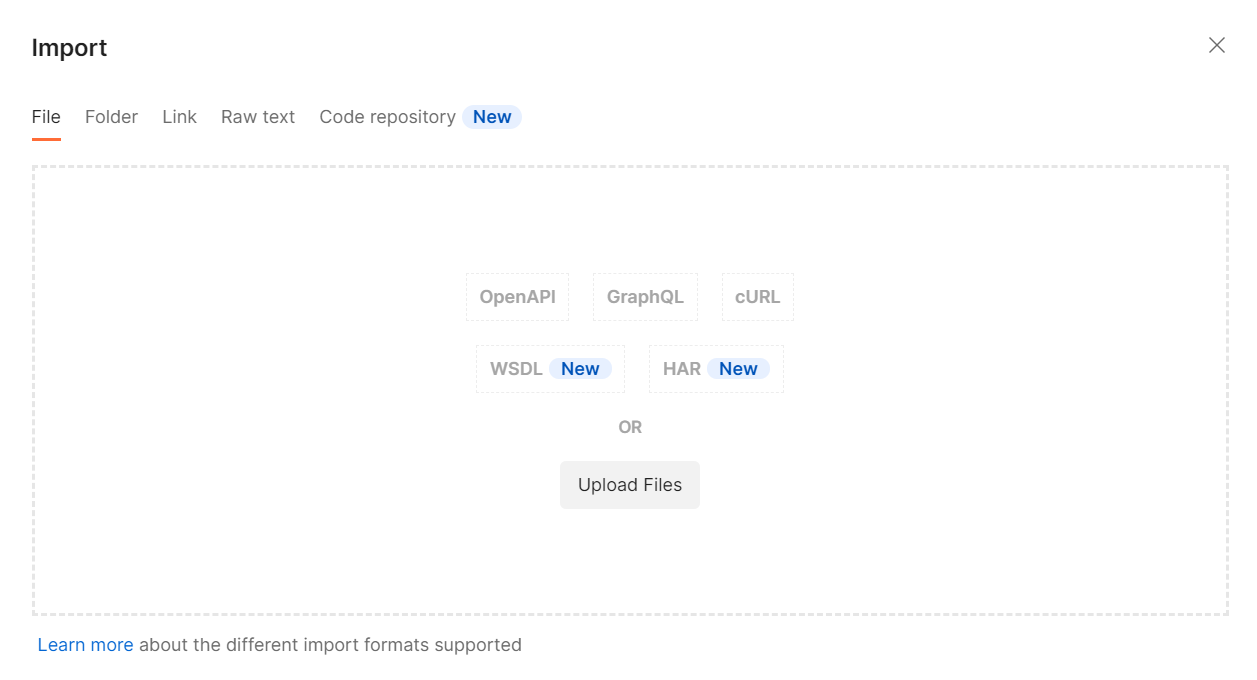 Import
File Folder Link Raw text Code repository New
OpenAPI GraphQL cURL
WSDL New HAR New
OR
Upload Files
Learn more about the different import formats supported